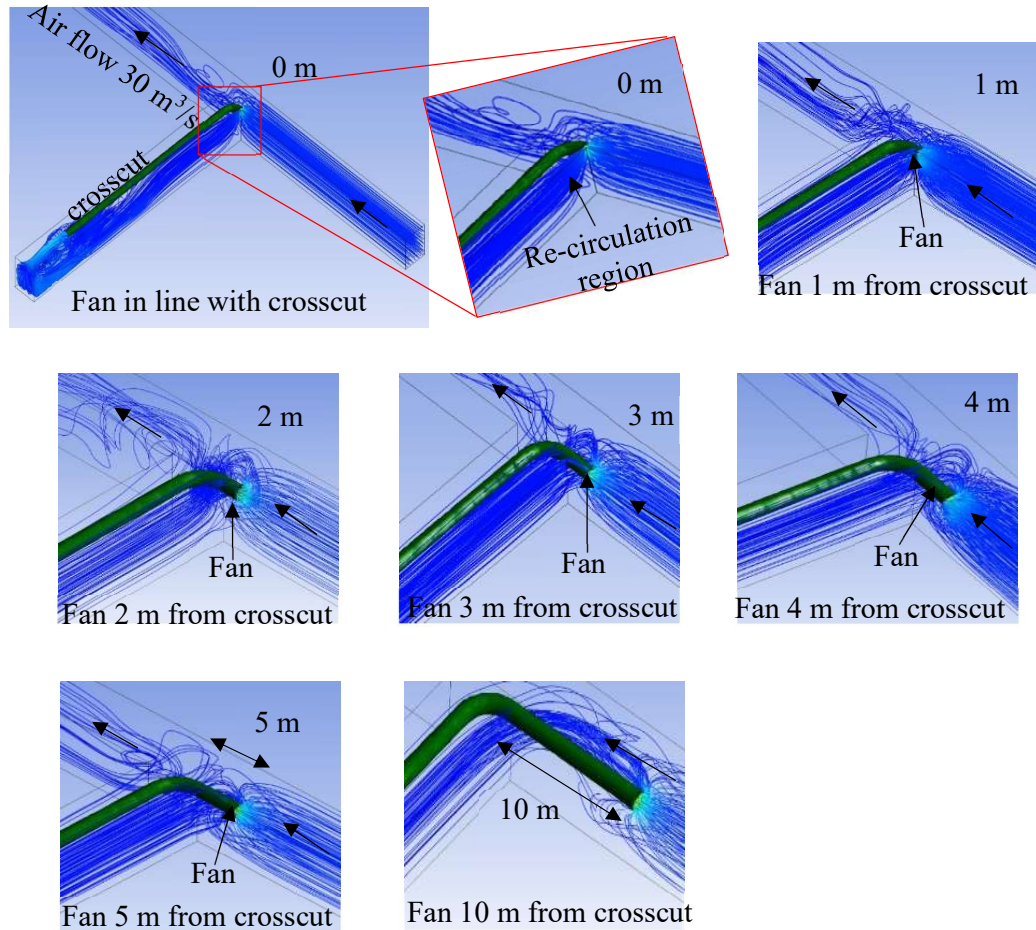 Air flow 30 m³/s
0 m
crosscut
Fan in line with crosscut
0 m
Re-circulation
region
1 m
Fan
Fan 1 m from crosscut
2 m
Fan
Fan 2 m from crosscut
3 m
Fan
Fan 3 m from crosscut
4 m
Fan
Fan 4 m from crosscut
5 m
Fan
Fan 5 m from crosscut
10 m
Fan 10 m from crosscut